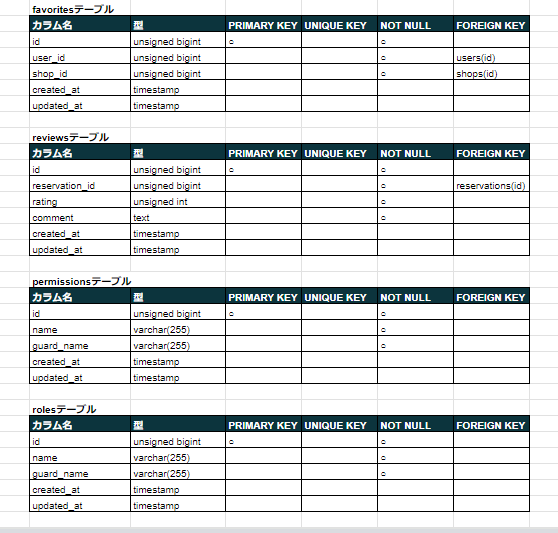 favoritesテーブル
カラム名 型 PRIMARY KEY UNIQUE KEY NOT NULL FOREIGN KEY
id unsigned bigint ○ ○
user_id unsigned bigint ○ users(id)
shop_id unsigned bigint ○ shops(id)
created_at timestamp
updated_at timestamp
reviewsテーブル
カラム名 型 PRIMARY KEY UNIQUE KEY NOT NULL FOREIGN KEY
id unsigned bigint ○ ○
reservation_id unsigned bigint ○ reservations(id)
rating unsigned int ○
comment text ○
created_at timestamp
updated_at timestamp
permissionsテーブル
カラム名 型 PRIMARY KEY UNIQUE KEY NOT NULL FOREIGN KEY
id unsigned bigint ○ ○
name varchar(255) ○
guard_name varchar(255) ○
created_at timestamp
updated_at timestamp
rolesテーブル
カラム名 型 PRIMARY KEY UNIQUE KEY NOT NULL FOREIGN KEY
id unsigned bigint ○ ○
name varchar(255) ○
guard_name varchar(255) ○
created_at timestamp
updated_at timestamp